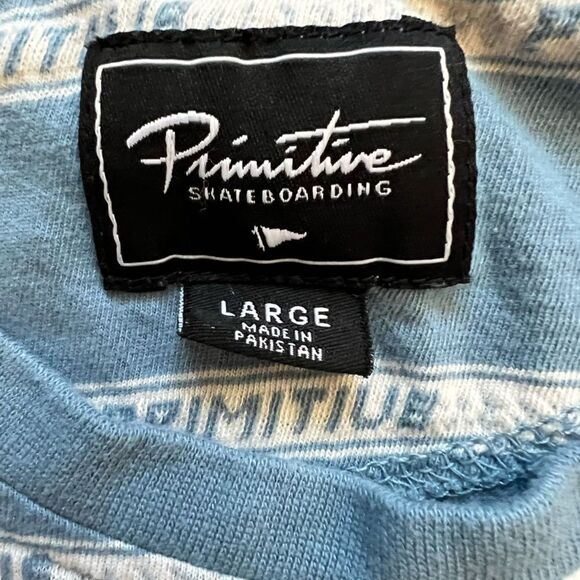 Primitive
SKATEBOARDING
LARGE
MADE IN
PAKISTAN
PRIMITIVE